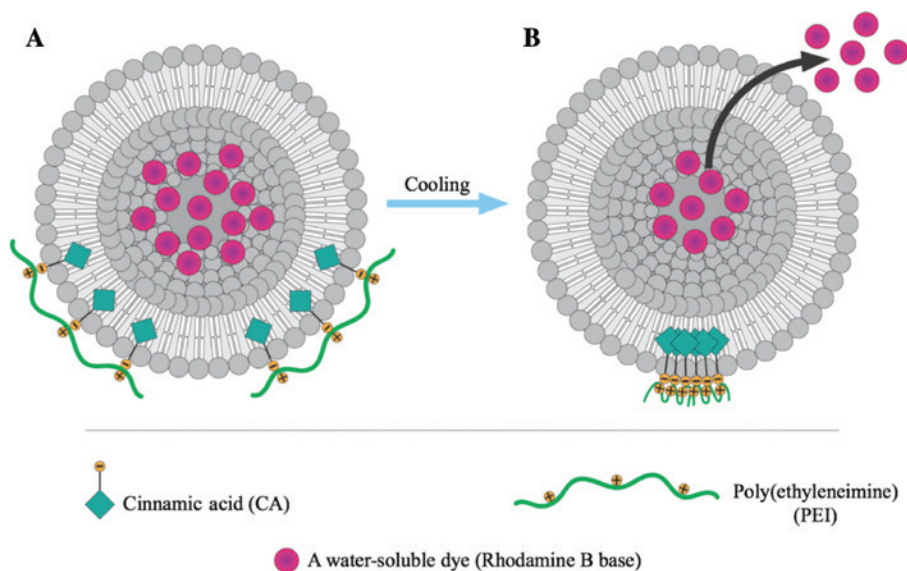 A
B
Cooling
Cinnamic acid (CA)
Poly(ethyleneimine)
(PEI)
A water-soluble dye (Rhodamine B base)